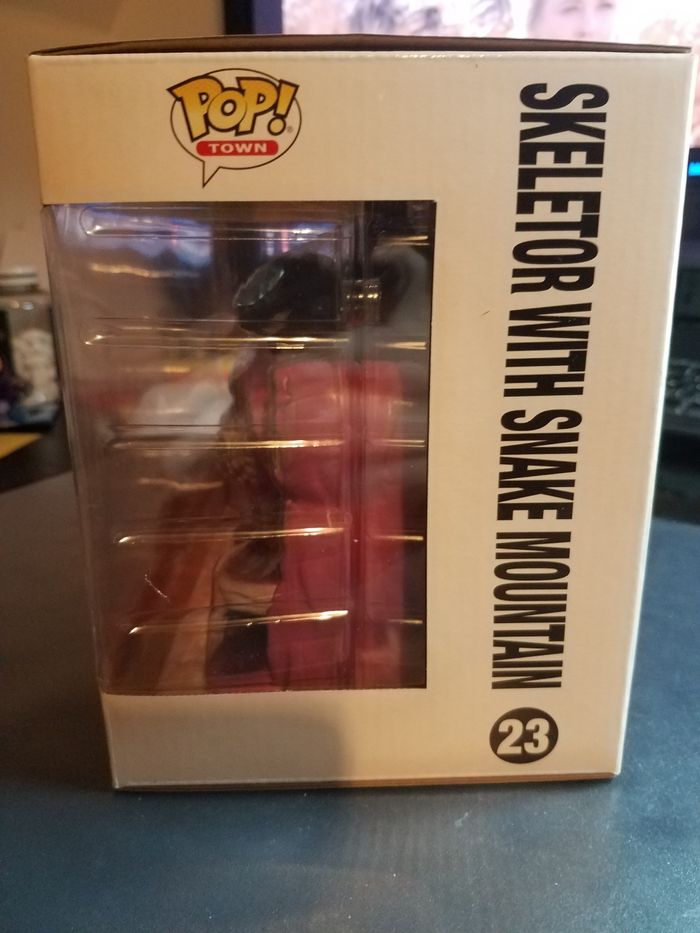 POP!
TOWN
SKELETOR WITH SNAKE MOUNTAIN
23